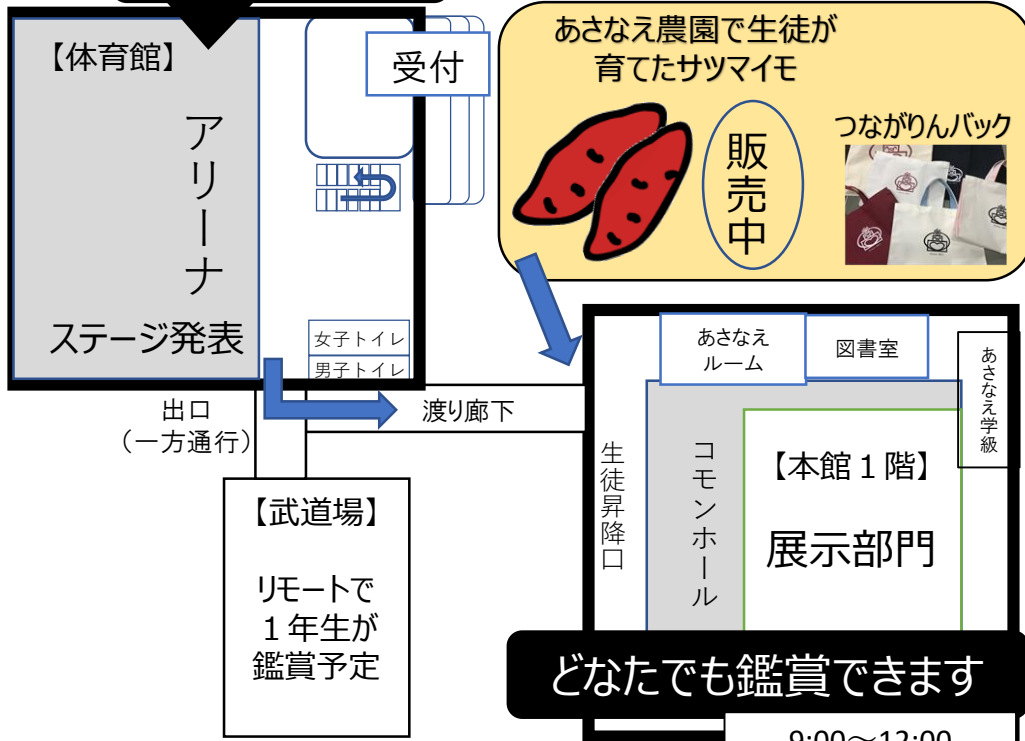 【体育館】
アリーナ
ステージ発表
受付
女子トイレ
男子トイレ
出口
（一方通行）
渡り廊下
【武道場】
リモートで
１年生が
鑑賞予定
あさなえ農園で生徒が
育てたサツマイモ
販売中
つながりんバック
あさなえ
ルーム
図書室
あさなえ学級
生徒昇降口
コモンホール
【本館１階】
展示部門
どなたでも鑑賞できます
9:00～12:00